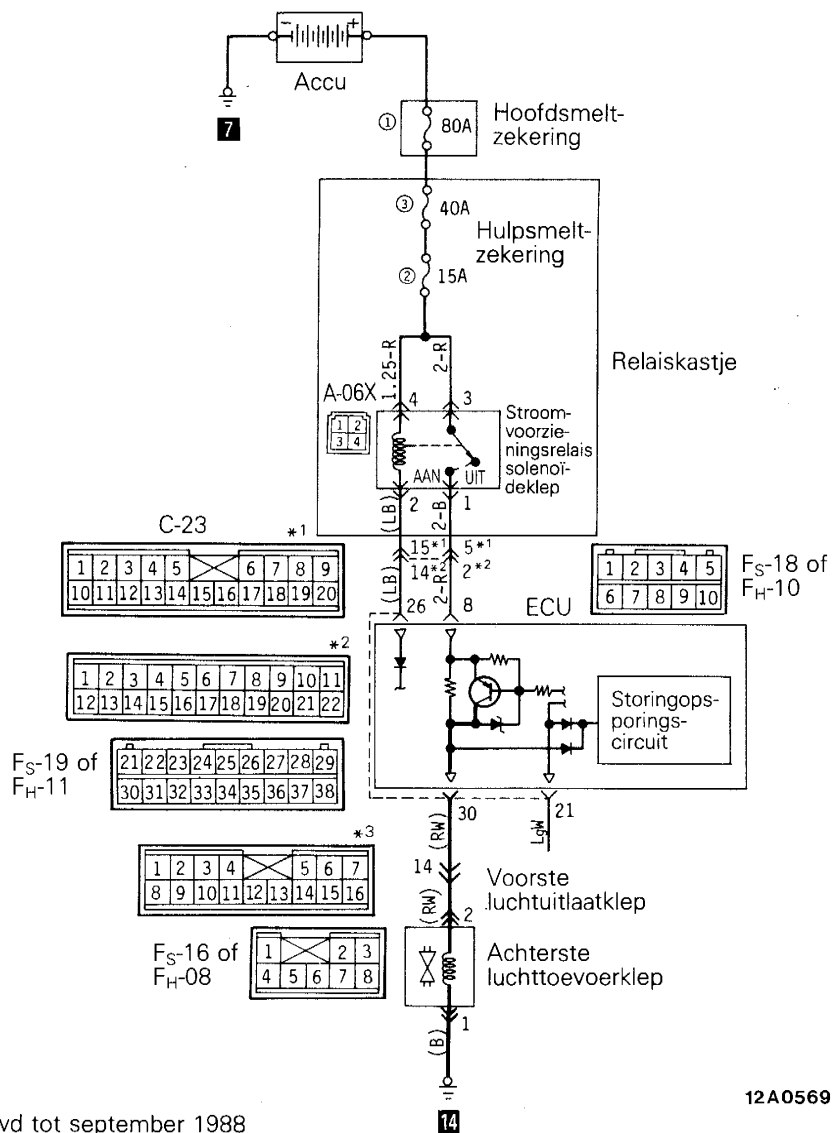 - +
Accu
7
① 80A
Hoofdsmelt-
zekering
③ 40A
Hulpsmelt-
zekering
② 15A
Relaiskastje
1.25-R
2-R
A-06X
4
3
1 2
3 4
Stroom-
voorzie-
ningsrelais
solenoï-
deklep
AAN UIT
(LB)
2
2-B
1
C-23
*1
1 2 3 4 5 6 7 8 9
10 11 12 13 14 15 16 17 18 19 20
15*1
5*1
(LB)
14*2
2-R
2*2
26
8
ECU
1 2 3 4 5
6 7 8 9 10
FS-18 of
FH-10
*2
1 2 3 4 5 6 7 8 9 10 11
12 13 14 15 16 17 18 19 20 21 22
Storingops-
porings-
circuit
FS-19 of
FH-11
21 22 23 24 25 26 27 28 29
30 31 32 33 34 35 36 37 38
30
21
(RW)
LgW
*3
1 2 3 4 5 6 7
8 9 10 11 12 13 14 15 16
14
Voorste
luchtuitlaatklep
(RW)
2
FS-16 of
FH-08
1 2 3
4 5 6 7 8
Achterste
luchttoevoerklep
1
(B)
14
12A0569
vd tot september 1988